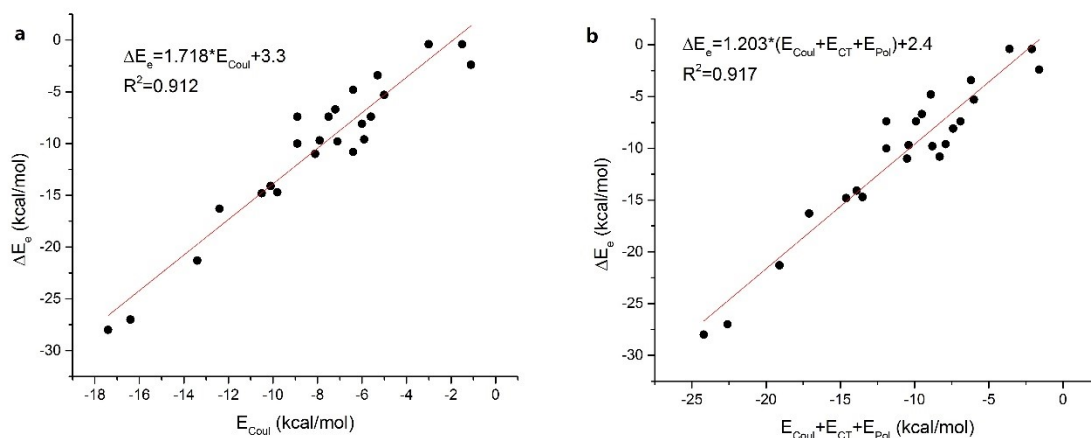 a
ΔEe=1.718*ECoul+3.3
R2=0.912
0
-5
-10
-15
-20
-25
-30
ΔEe (kcal/mol)
-18 -16 -14 -12 -10 -8 -6 -4 -2 0
ECoul (kcal/mol)
b
ΔEe=1.203*(ECoul+ECT+EPol)+2.4
R2=0.917
0
-5
-10
-15
-20
-25
-30
ΔEe (kcal/mol)
-25 -20 -15 -10 -5 0
ECoul+ECT+EPol (kcal/mol)